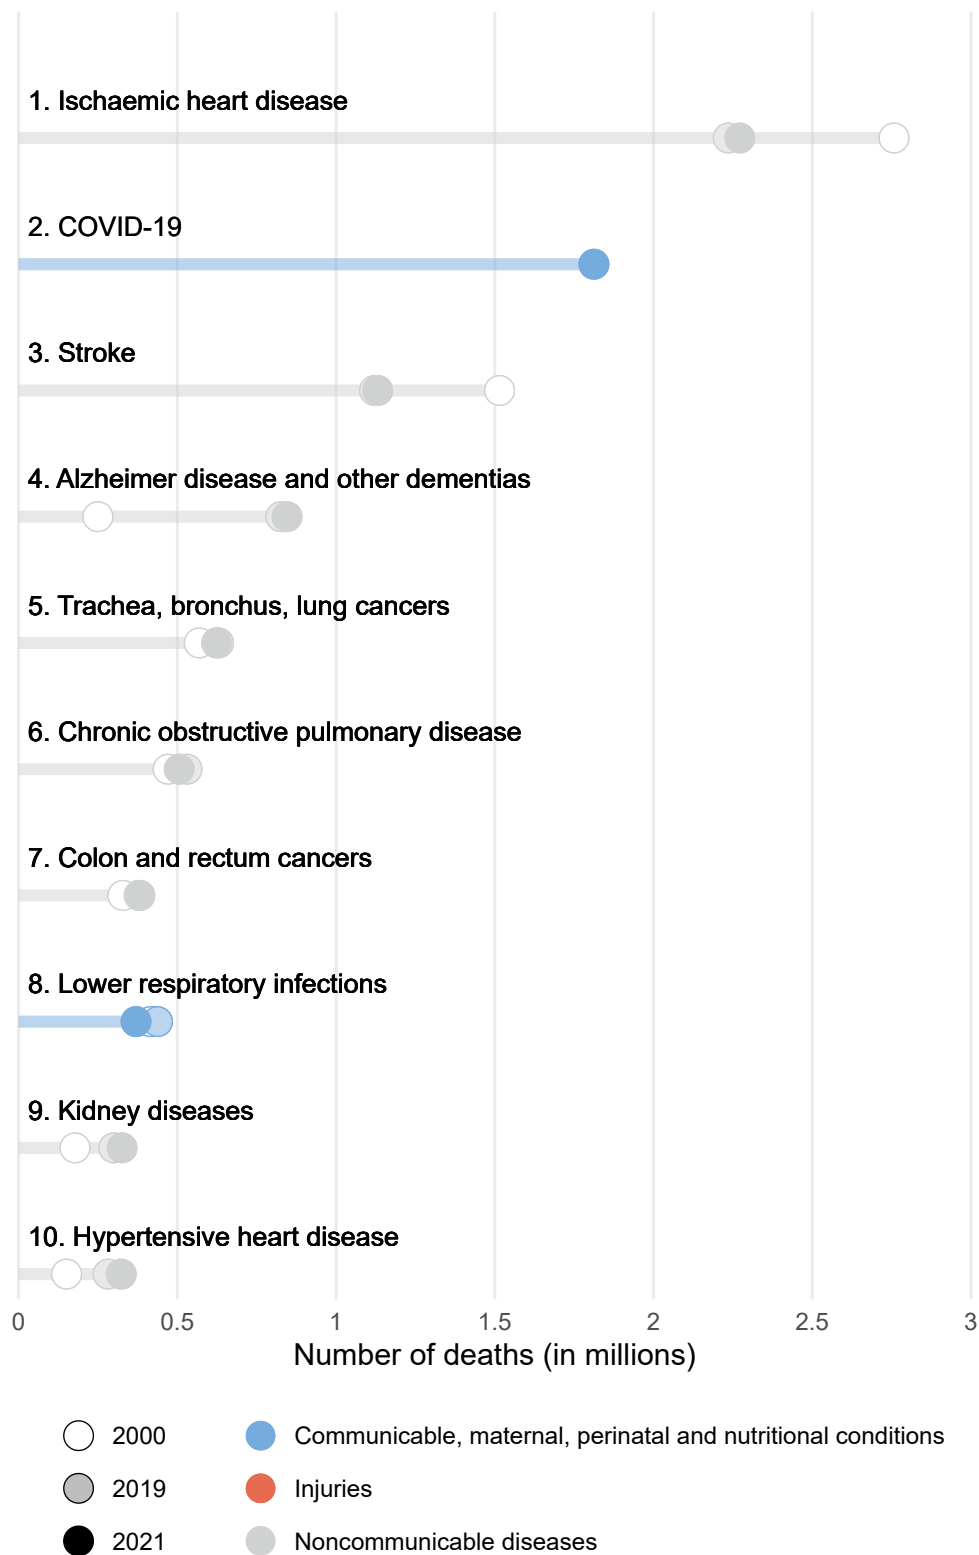 1. Ischaemic heart disease
2. COVID-19
3. Stroke
4. Alzheimer disease and other dementias
5. Trachea, bronchus, lung cancers
6. Chronic obstructive pulmonary disease
7. Colon and rectum cancers
8. Lower respiratory infections
9. Kidney diseases
10. Hypertensive heart disease
0 0.5 1 1.5 2 2.5 3
Number of deaths (in millions)
2000 Communicable, maternal, perinatal and nutritional conditions
2019 Injuries
2021 Noncommunicable diseases